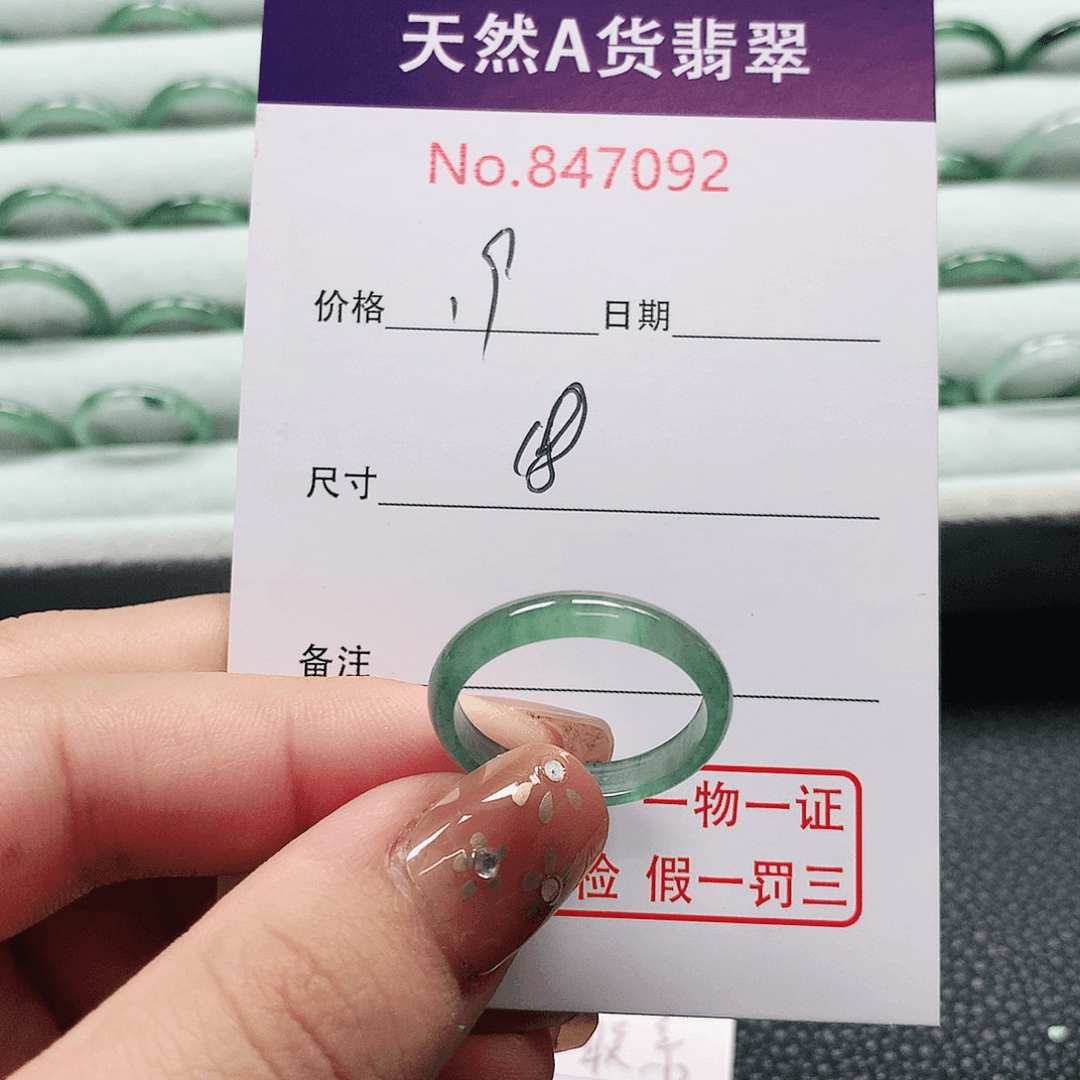 天然A货翡翠
No.847092
价格 日期
尺寸 18
备注
一物一证
检 假一罚三